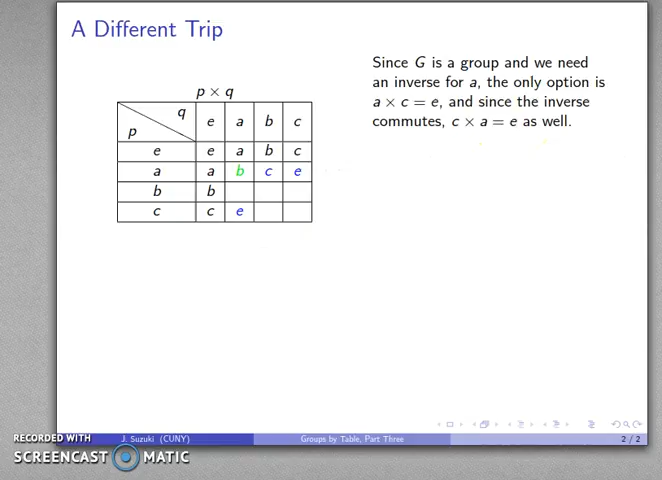 A Different Trip
Since G is a group and we need
an inverse for a, the only option is
a × c = e, and since the inverse
commutes, c × a = e as well.
p × q
q
p
e a b c
e e a b c
a a b c e
b b
c c e
RECORDED WITH
SCREENCAST MATIC
J. Suzuki (CUNY)
Groups by Table, Part Three
2 / 2